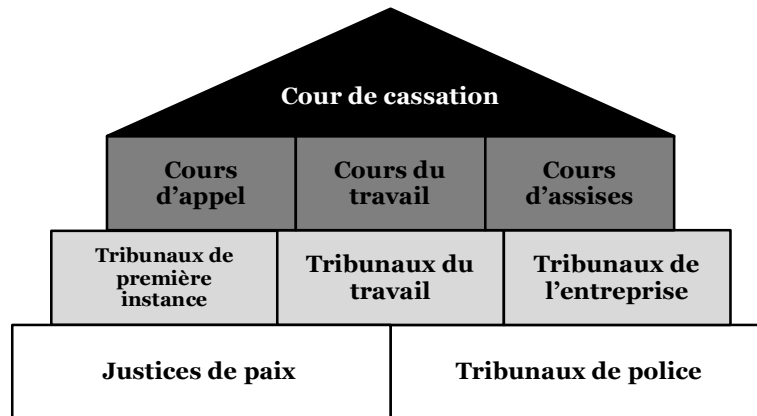 Cour de cassation
Cours
d’appel
Cours du
travail
Cours
d’assises
Tribunaux de
première
instance
Tribunaux du
travail
Tribunaux de
l’entreprise
Justices de paix
Tribunaux de police